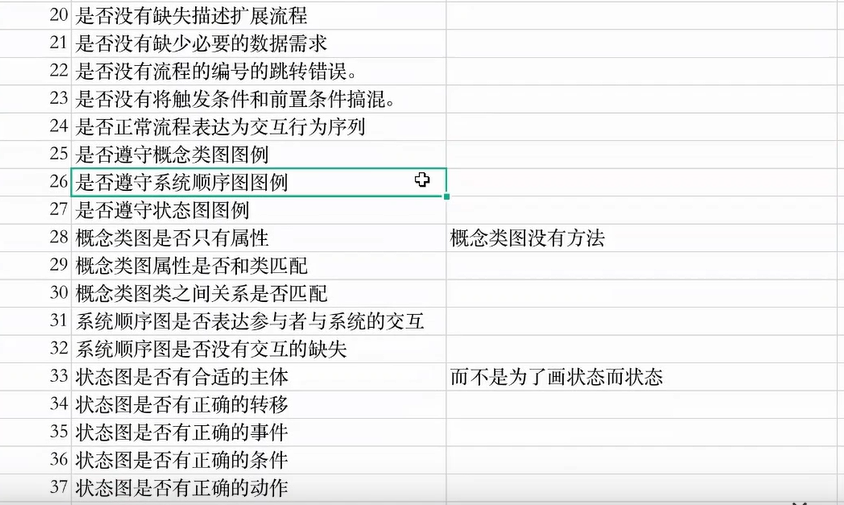 20 是否没有缺失描述扩展流程
21 是否没有缺少必要的数据需求
22 是否没有流程的编号的跳转错误。
23 是否没有将触发条件和前置条件搞混。
24 是否正常流程表达为交互行为序列
25 是否遵守概念类图图例
26 是否遵守系统顺序图图例
27 是否遵守状态图图例
28 概念类图是否只有属性 概念类图没有方法
29 概念类图属性是否和类匹配
30 概念类图类之间关系是否匹配
31 系统顺序图是否表达参与者与系统的交互
32 系统顺序图是否没有交互的缺失
33 状态图是否有合适的主体 而不是为了画状态而状态
34 状态图是否有正确的转移
35 状态图是否有正确的事件
36 状态图是否有正确的条件
37 状态图是否有正确的动作